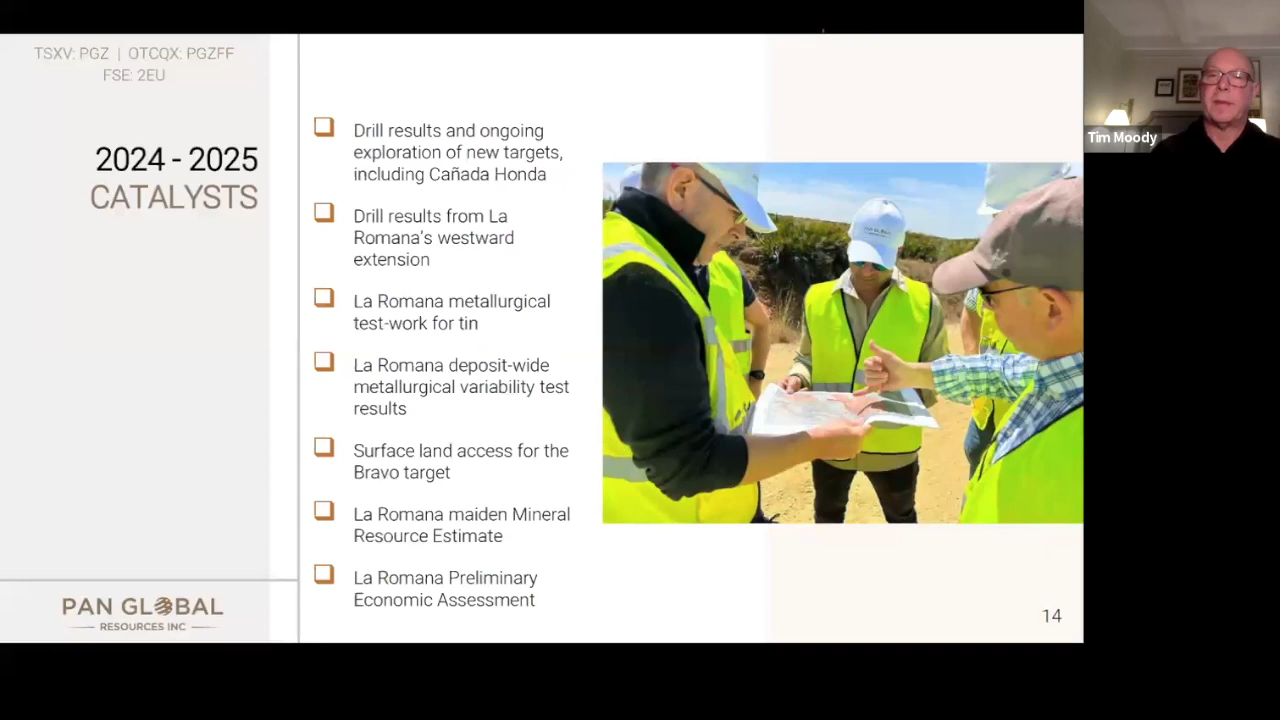 TSXV: PGZ | OTCQX: PGZFF
FSE: 2EU
2024 - 2025
CATALYSTS
Drill results and ongoing
exploration of new targets,
including Cañada Honda
Drill results from La
Romana's westward
extension
La Romana metallurgical
test-work for tin
La Romana deposit-wide
metallurgical variability test
results
Surface land access for the
Bravo target
La Romana maiden Mineral
Resource Estimate
La Romana Preliminary
Economic Assessment
PAN GLOBAL
RESOURCES INC
PAN GLOBAL
14
Tim Moody